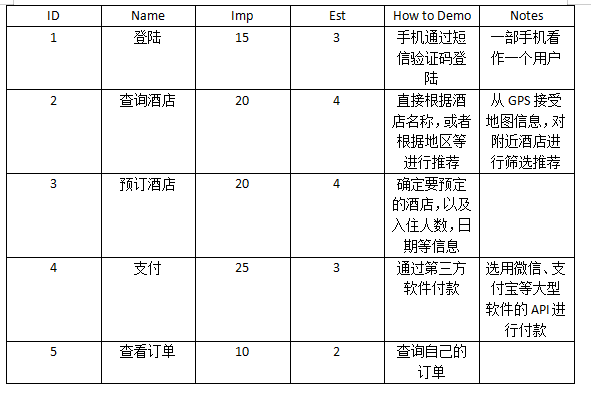 ID Name Imp Est How to Demo Notes
1 登陆 15 3 手机通过短 一部手机看
信验证码登 作一个用户
陆
2 查询酒店 20 4 直接根据酒 从 GPS 接受
店名称，或者 地图信息，对
根据地区等 附近酒店进
进行推荐 行筛选推荐
3 预订酒店 20 4 确定要预定
的酒店，以及
入住人数，日
期等信息
4 支付 25 3 通过第三方 选用微信、支
软件付款 付宝等大型
软件的 API 进
行付款
5 查看订单 10 2 查询自己的
订单